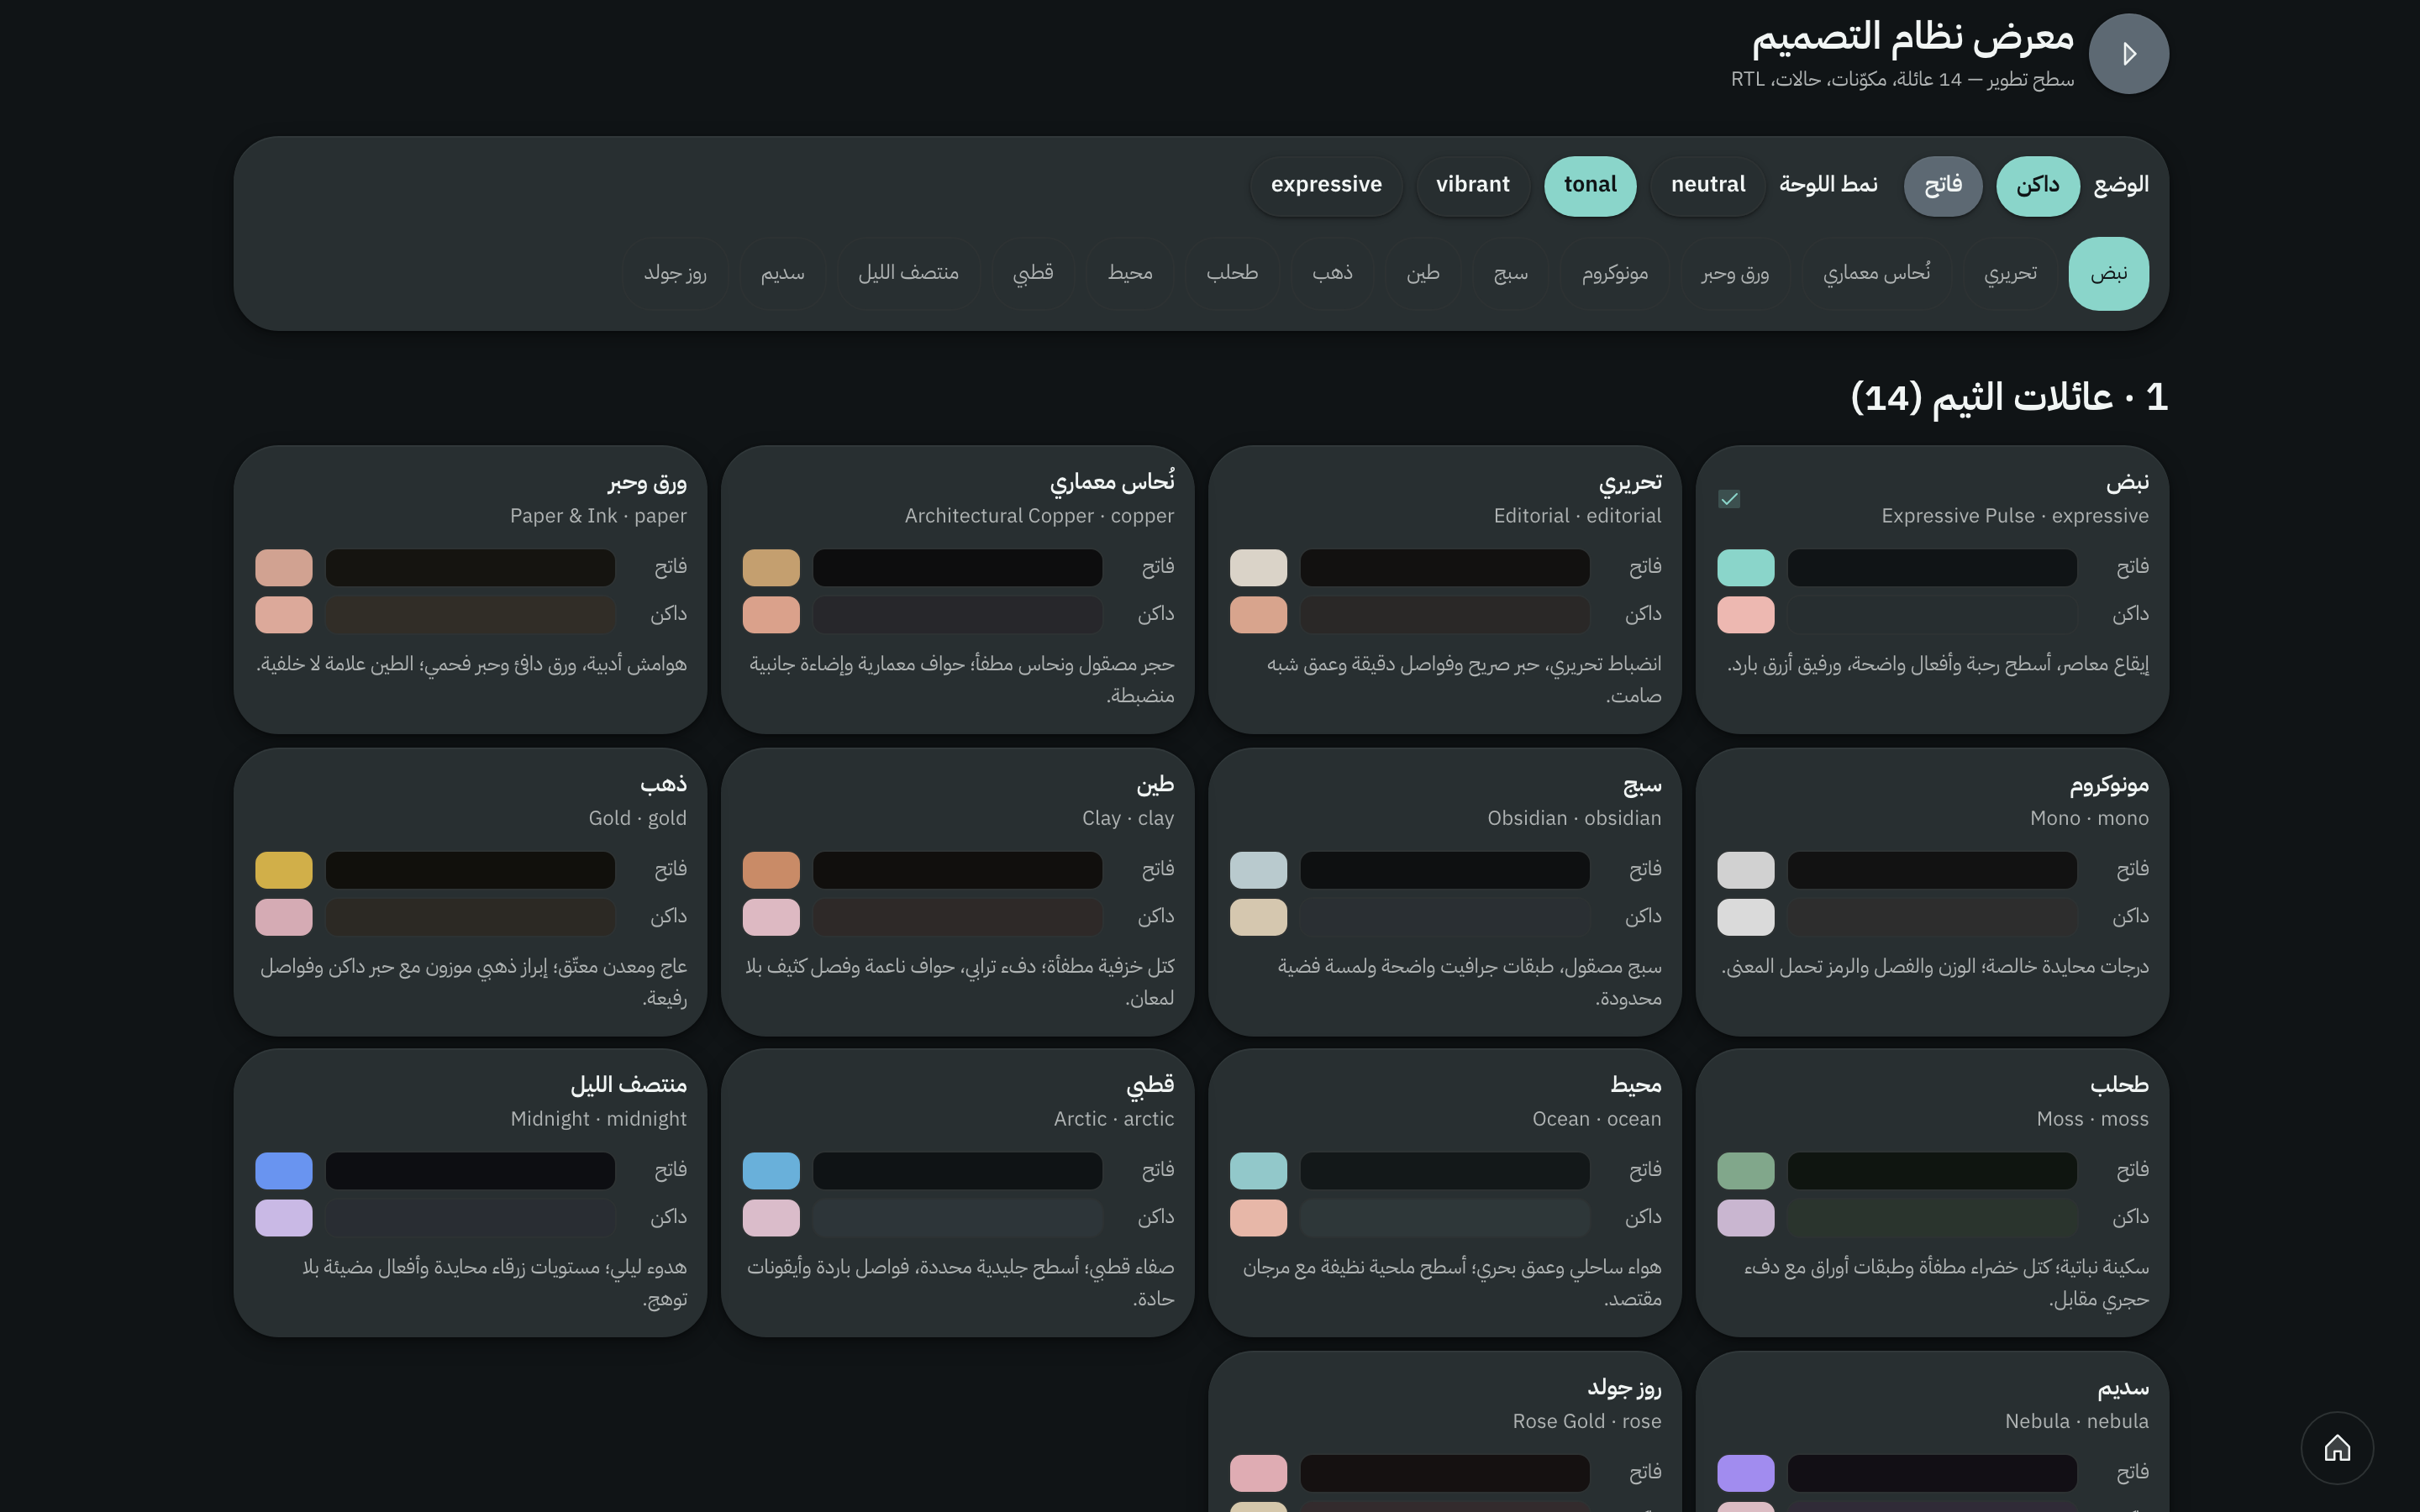 معرض نظام التصميم
سطح تطوير — 14 عائلة، مكوّنات، حالات، RTL
الوضع داكن فاتح نمط اللوحة neutral tonal vibrant expressive
نبض تحريري نُحاس معماري ورق وحبر مونوكروم سبج طين ذهب طحلب محيط قطبي منتصف الليل سديم روز جولد
1 · عائلات الثيم (14)
نبض
Expressive Pulse · expressive
فاتح
داكن
إيقاع معاصر، أسطح رحبة وأفعال واضحة، ورفيق أزرق بارد.
تحريري
Editorial · editorial
فاتح
داكن
انضباط تحريري، حبر صريح وفواصل دقيقة وعمق شبه
صامت.
نُحاس معماري
Architectural Copper · copper
فاتح
داكن
حجر مصقول ونحاس مطفأ؛ حواف معمارية وإضاءة جانبية
منضبطة.
ورق وحبر
Paper & Ink · paper
فاتح
داكن
هوامش أدبية، ورق دافئ وحبر فحمي؛ الطين علامة لا خلفية.
مونوكروم
Mono · mono
فاتح
داكن
درجات محايدة خالصة؛ الوزن والفصل والرمز تحمل المعنى.
سبج
Obsidian · obsidian
فاتح
داكن
سبج مصقول، طبقات جرافيت واضحة ولمسة فضية
محدودة.
طين
Clay · clay
فاتح
داكن
كتل خزفية مطفأة؛ دفء ترابي، حواف ناعمة وفصل كثيف بلا
لمعان.
ذهب
Gold · gold
فاتح
داكن
عاج ومعدن معتّق؛ إبراز ذهبي موزون مع حبر داكن وفواصل
رفيعة.
طحلب
Moss · moss
فاتح
داكن
سكينة نباتية؛ كتل خضراء مطفأة وطبقات أوراق مع دفء
حجري مقابل.
محيط
Ocean · ocean
فاتح
داكن
هواء ساحلي وعمق بحري؛ أسطح ملحية نظيفة مع مرجان
مقتصد.
قطبي
Arctic · arctic
فاتح
داكن
صفاء قطبي؛ أسطح جليدية محددة، فواصل باردة وأيقونات
حادة.
منتصف الليل
Midnight · midnight
فاتح
داكن
هدوء ليلي؛ مستويات زرقاء محايدة وأفعال مضيئة بلا
توهج.
سديم
Nebula · nebula
فاتح
روز جولد
Rose Gold · rose
فاتح